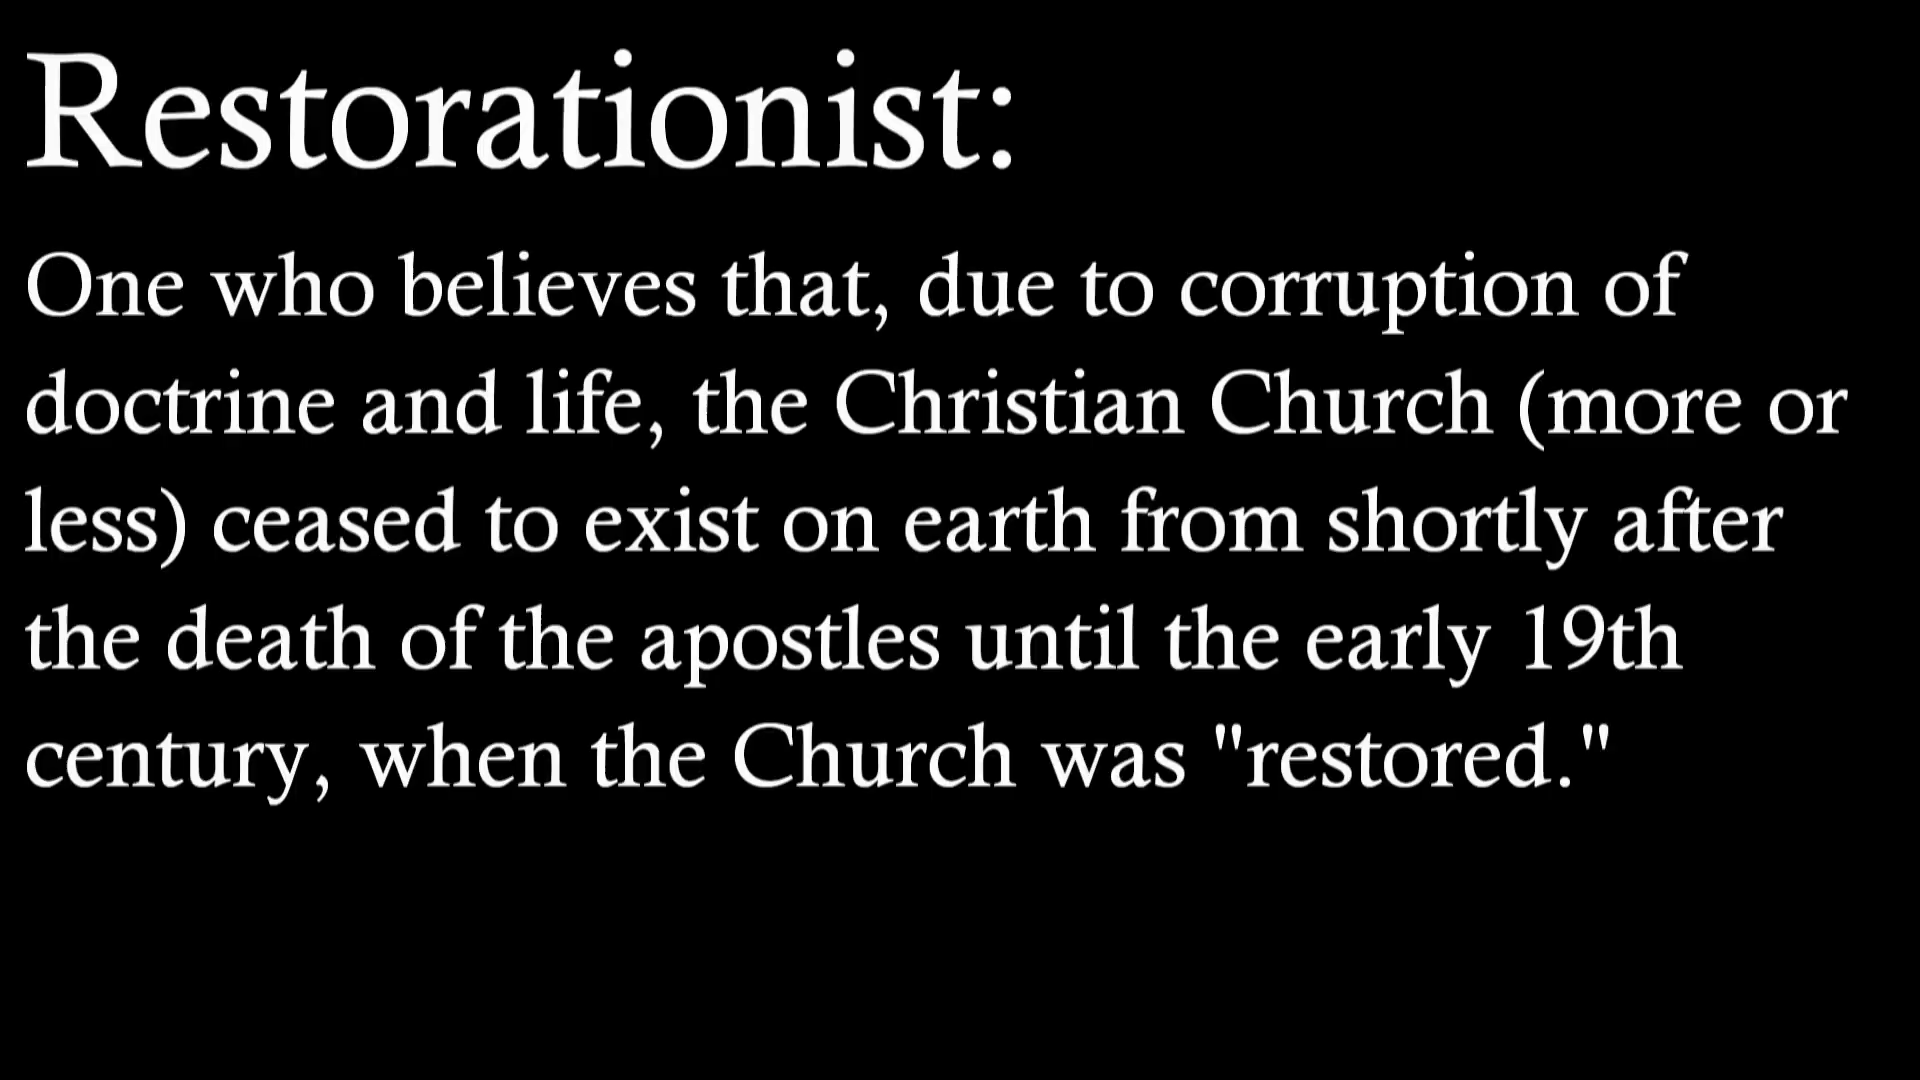 Restorationist:
One who believes that, due to corruption of
doctrine and life, the Christian Church (more or
less) ceased to exist on earth from shortly after
the death of the apostles until the early 19th
century, when the Church was "restored."